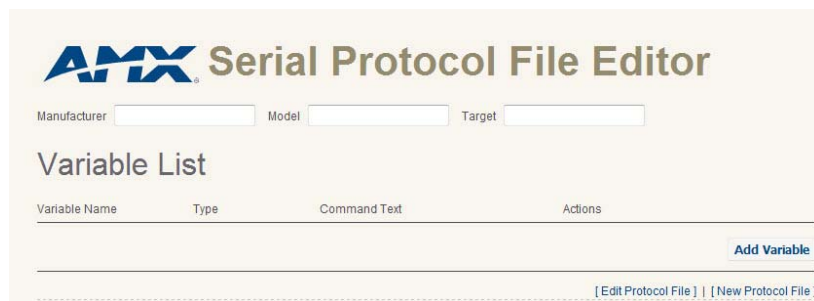 AMX Serial Protocol File Editor
Manufacturer Model Target
Variable List
Variable Name Type Command Text Actions
Add Variable
[ Edit Protocol File ] | [ New Protocol File ]